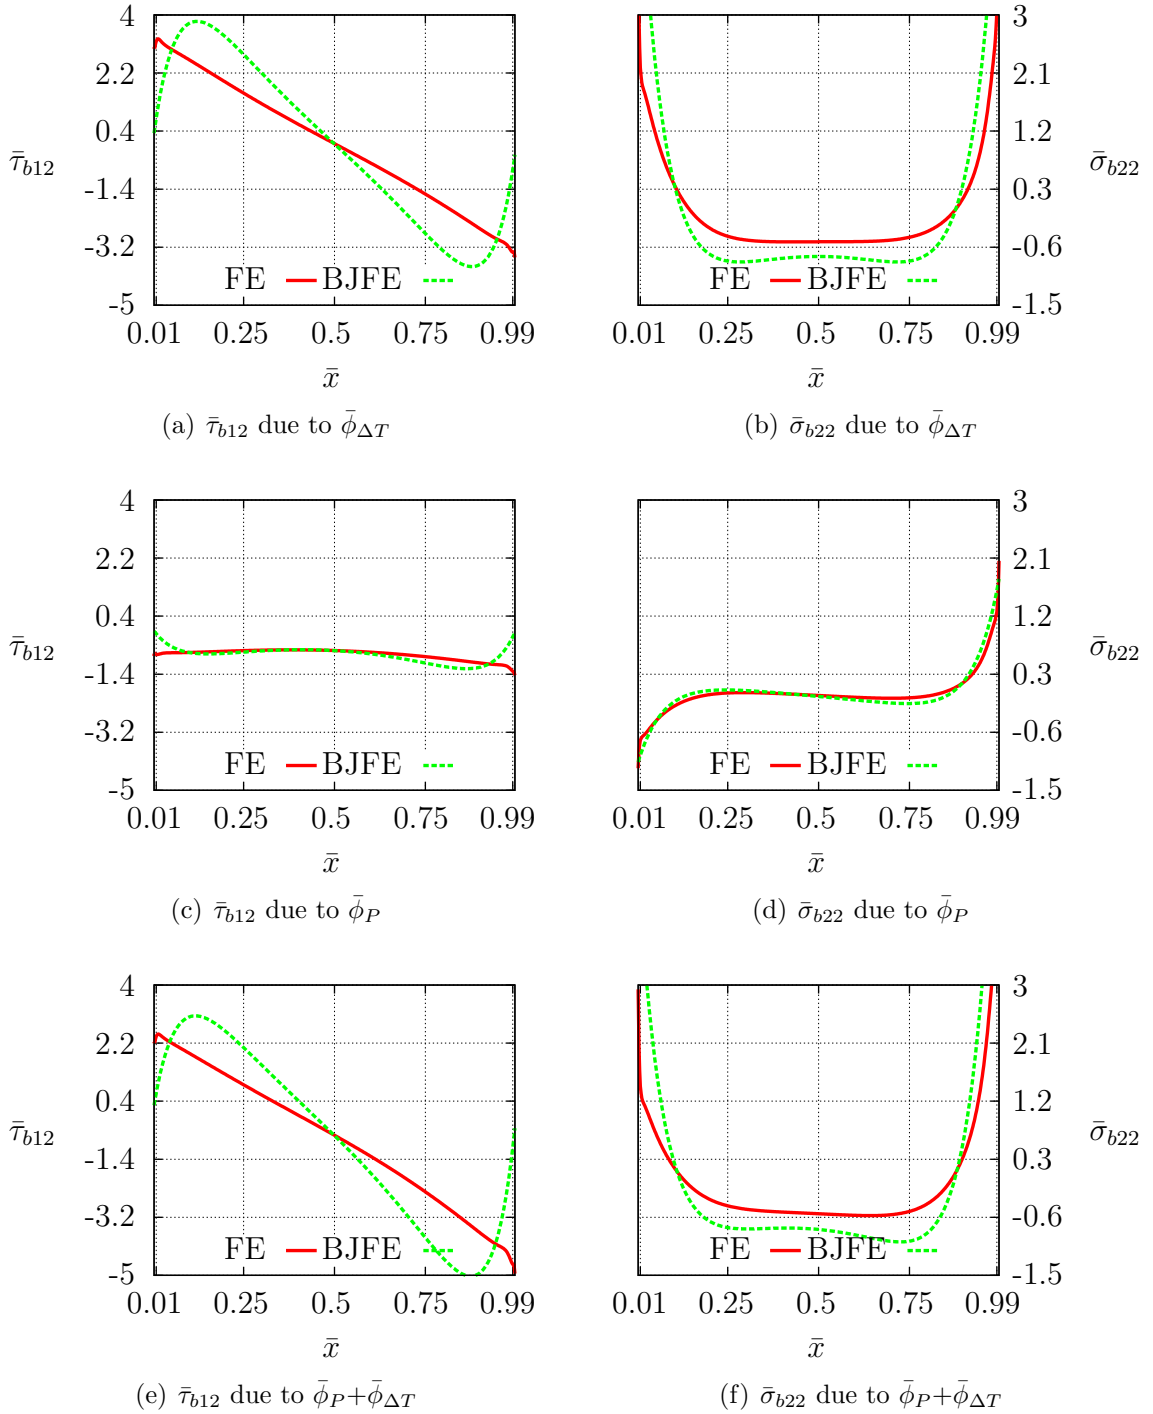 4
2.2
0.4
-1.4
-3.2
-5
τ̄b12
FE BJFE
0.01 0.25 0.5 0.75 0.99
x̄
(a) τ̄b12 due to φ̄ΔT
3
2.1
1.2
0.3
-0.6
-1.5
σ̄b22
FE BJFE
0.01 0.25 0.5 0.75 0.99
x̄
(b) σ̄b22 due to φ̄ΔT
4
2.2
0.4
-1.4
-3.2
-5
τ̄b12
FE BJFE
0.01 0.25 0.5 0.75 0.99
x̄
(c) τ̄b12 due to φ̄P
3
2.1
1.2
0.3
-0.6
-1.5
σ̄b22
FE BJFE
0.01 0.25 0.5 0.75 0.99
x̄
(d) σ̄b22 due to φ̄P
4
2.2
0.4
-1.4
-3.2
-5
τ̄b12
FE BJFE
0.01 0.25 0.5 0.75 0.99
x̄
(e) τ̄b12 due to φ̄P+φ̄ΔT
3
2.1
1.2
0.3
-0.6
-1.5
σ̄b22
FE BJFE
0.01 0.25 0.5 0.75 0.99
x̄
(f) σ̄b22 due to φ̄P+φ̄ΔT